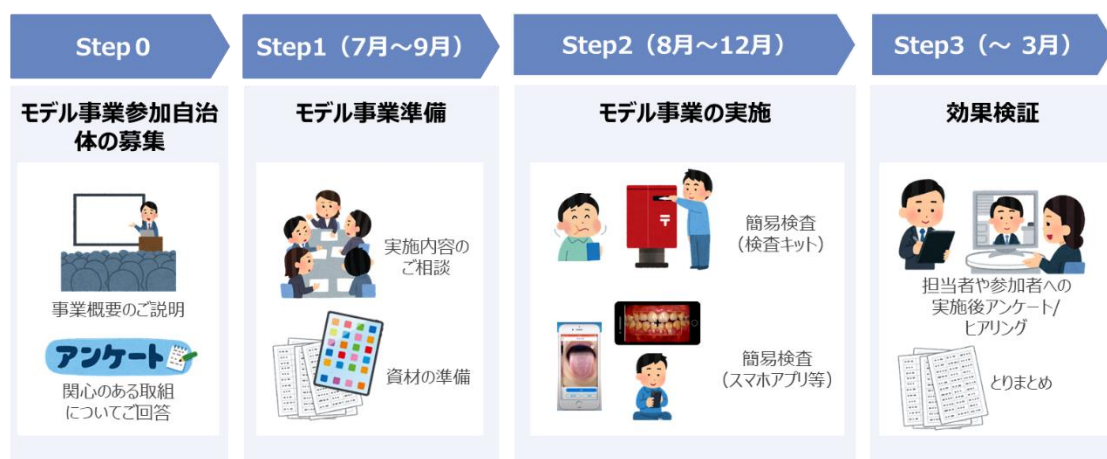 Step0
モデル事業参加自治
体の募集
事業概要のご説明
アンケート
関心のある取組
についてご回答
Step1（7月～9月）
モデル事業準備
実施内容の
ご相談
資材の準備
Step2（8月～12月）
モデル事業の実施
簡易検査
（検査キット）
簡易検査
（スマホアプリ等）
Step3（～ 3月）
効果検証
担当者や参加者への
実施後アンケート/
ヒアリング
とりまとめ